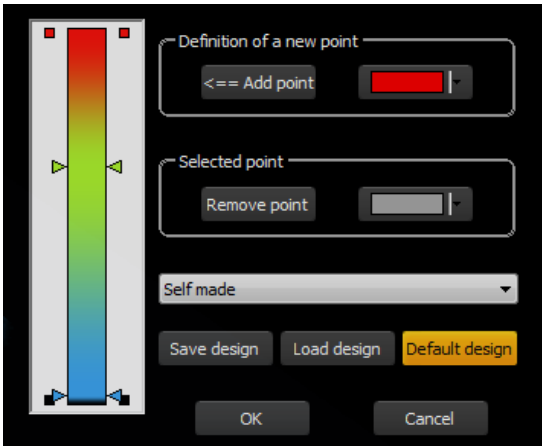 Definition of a new point
<== Add point
Selected point
Remove point
Self made
Save design
Load design
Default design
OK
Cancel